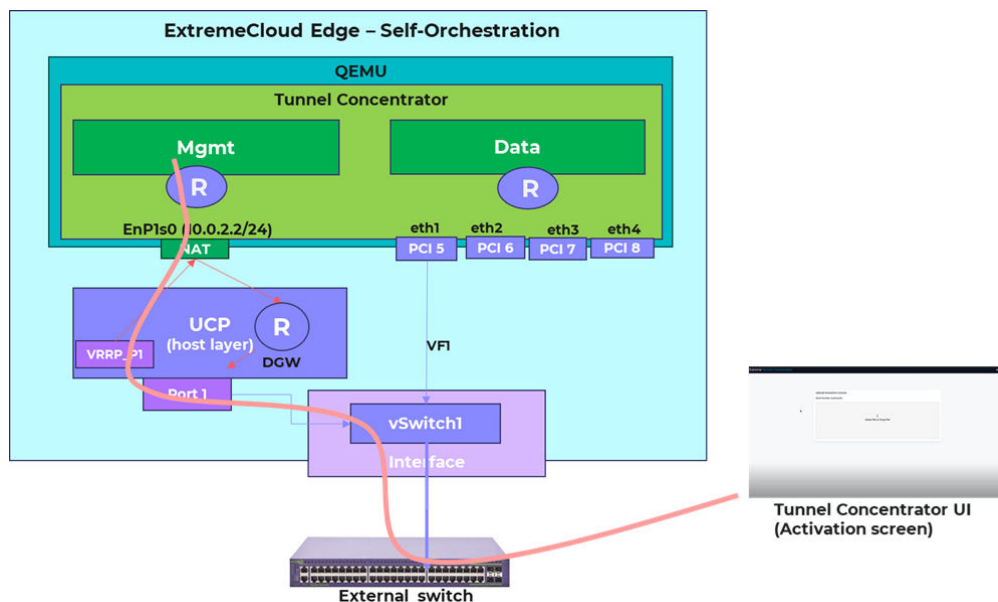 ExtremeCloud Edge – Self-Orchestration
QEMU
Tunnel Concentrator
Mgmt
Data
R
R
EnP1s0 (10.0.2.2/24)
eth1
eth2
eth3
eth4
NAT
PCI 5
PCI 6
PCI 7
PCI 8
UCP
(host layer)
R
VRRP_P1
DGW
VF1
Port 1
vSwitch1
Interface
Tunnel Concentrator UI
(Activation screen)
External switch